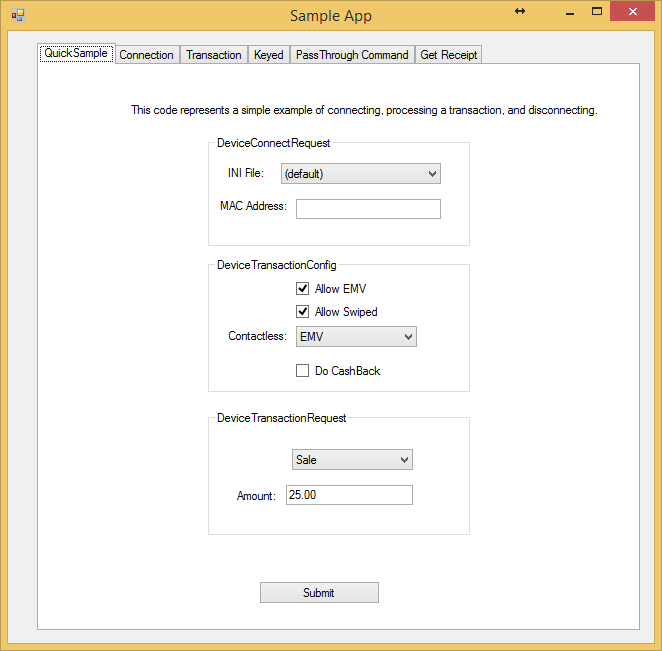 Sample App
QuickSample Connection Transaction Keyed PassThrough Command Get Receipt
This code represents a simple example of connecting, processing a transaction, and disconnecting.
DeviceConnectRequest
INI File: (default)
MAC Address:
DeviceTransactionConfig
Allow EMV
Allow Swiped
Contactless: EMV
Do CashBack
DeviceTransactionRequest
Sale
Amount: 25.00
Submit